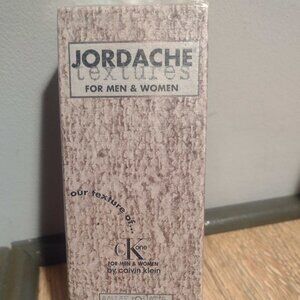 JORDACHE
textures
FOR MEN & WOMEN
our texture of...
cK one
FOR MEN & WOMEN
by calvin klein